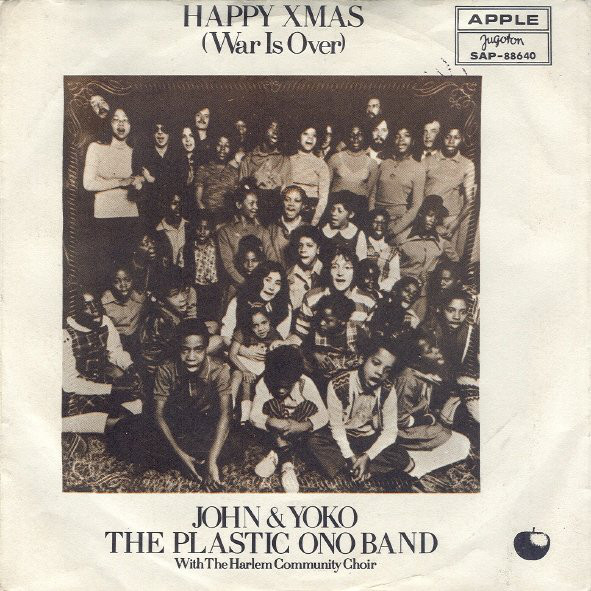 HAPPY XMAS
(War Is Over)
APPLE
Jugoton
SAP-88640
JOHN & YOKO
THE PLASTIC ONO BAND
With The Harlem Community Choir